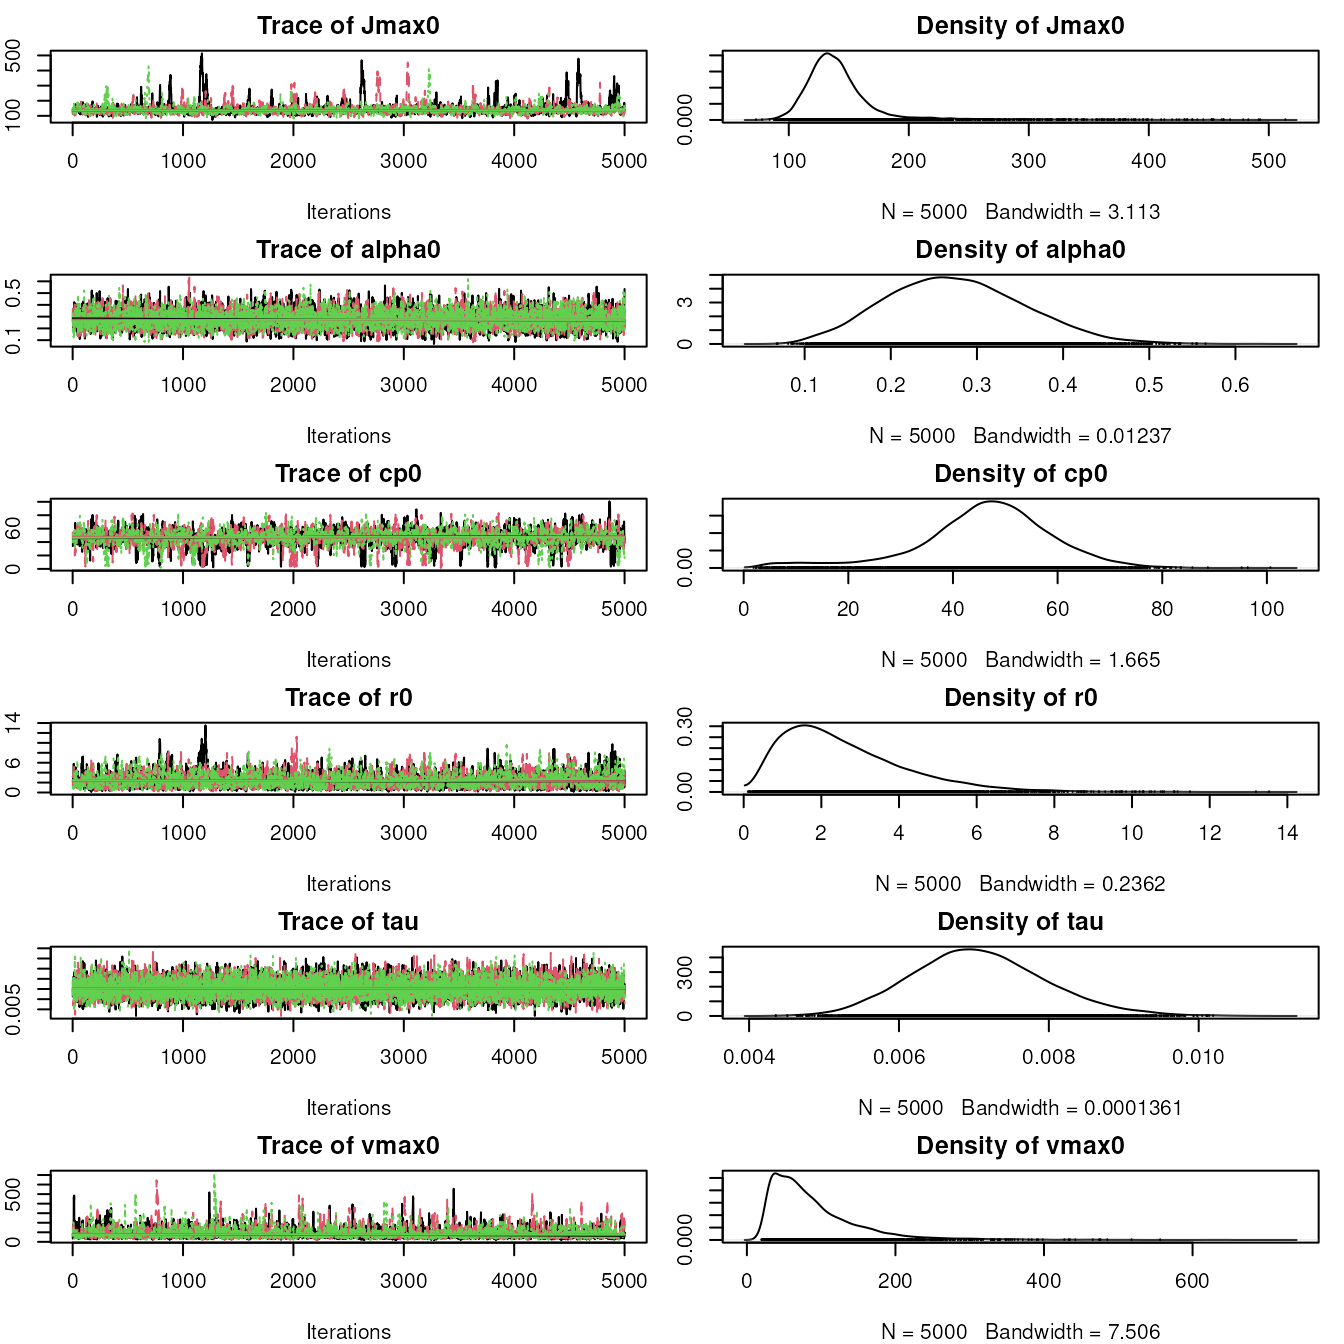 Trace of Jmax0
Density of Jmax0
100 500
0 1000 2000 3000 4000 5000
Iterations
0.000
100 200 300 400 500
N = 5000 Bandwidth = 3.113
Trace of alpha0
Density of alpha0
0.1 0.5
0 1000 2000 3000 4000 5000
Iterations
0 3
0.1 0.2 0.3 0.4 0.5 0.6
N = 5000 Bandwidth = 0.01237
Trace of cp0
Density of cp0
0 60
0 1000 2000 3000 4000 5000
Iterations
0.00
0 20 40 60 80 100
N = 5000 Bandwidth = 1.665
Trace of r0
Density of r0
0 6 14
0 1000 2000 3000 4000 5000
Iterations
0.00 0.30
0 2 4 6 8 10 12 14
N = 5000 Bandwidth = 0.2362
Trace of tau
Density of tau
0.005
0 1000 2000 3000 4000 5000
Iterations
0 300
0.004 0.006 0.008 0.010
N = 5000 Bandwidth = 0.0001361
Trace of vmax0
Density of vmax0
0 500
0 1000 2000 3000 4000 5000
Iterations
0.000
0 200 400 600
N = 5000 Bandwidth = 7.506